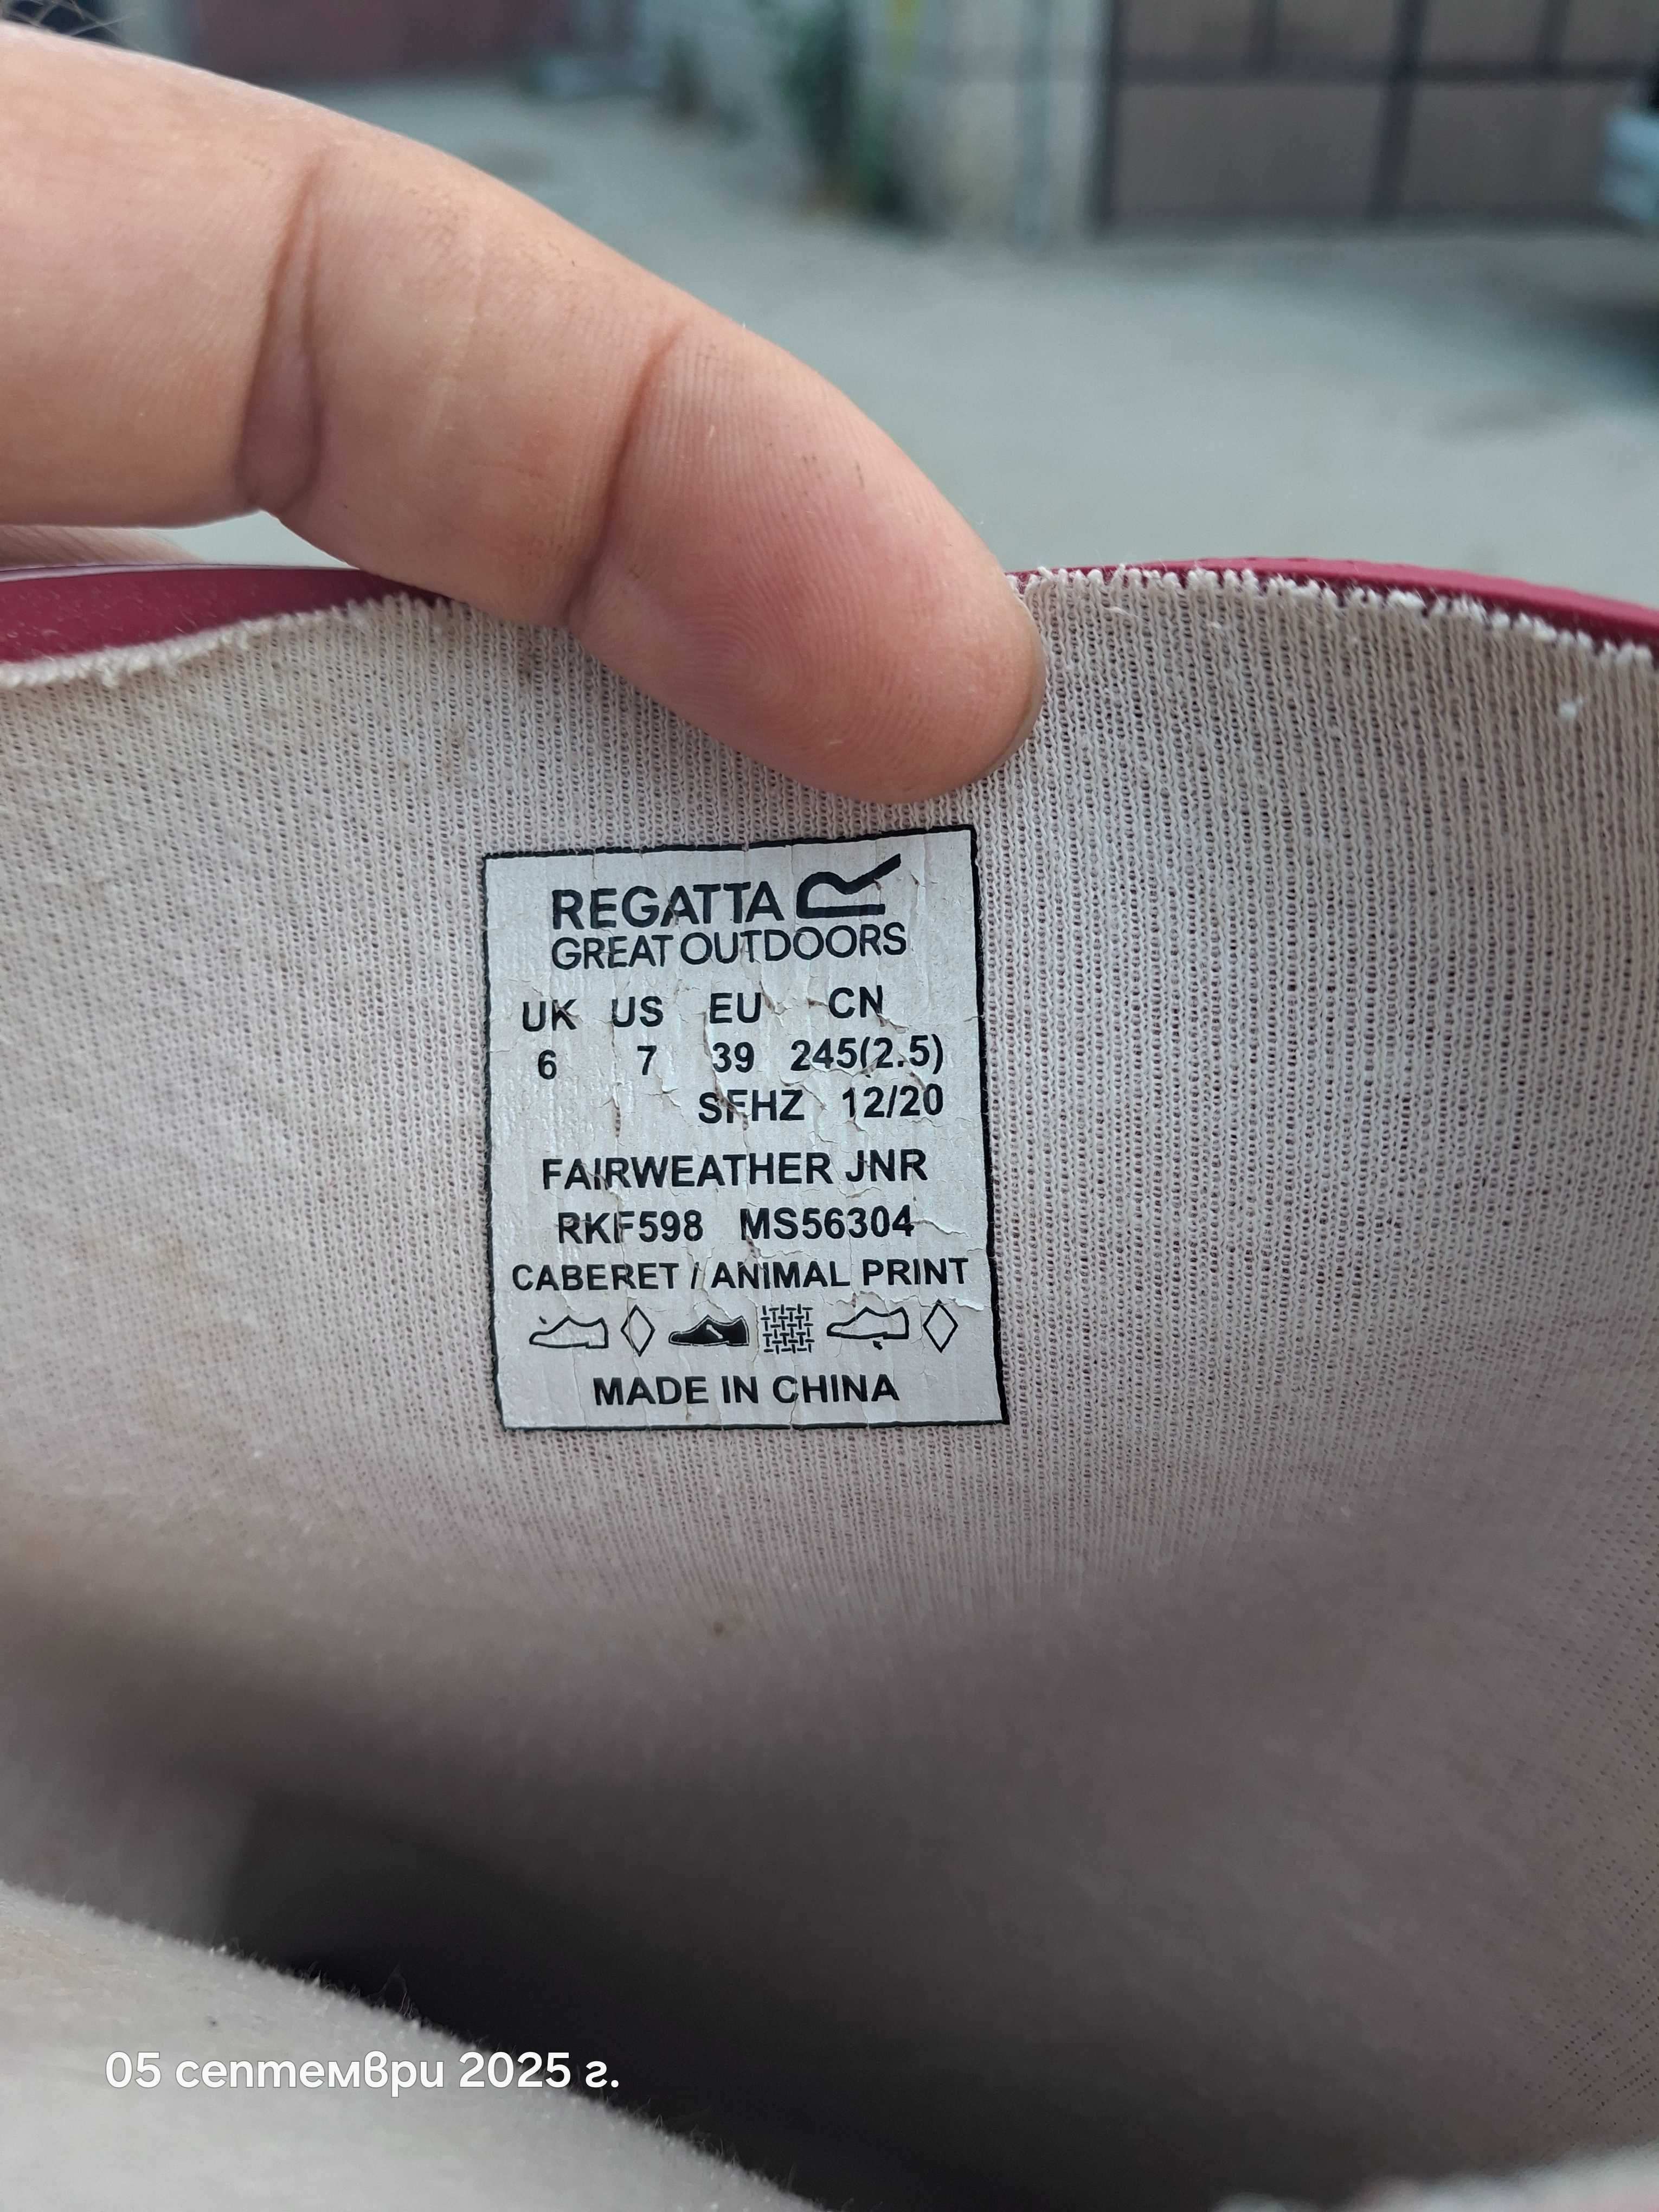 REGATTA
GREAT OUTDOORS
UK US EU CN
6 7 39 245(2.5)
SFHZ 12/20
FAIRWEATHER JNR
RKF598 MS56304
CABERET / ANIMAL PRINT
MADE IN CHINA
05 септември 2025 г.